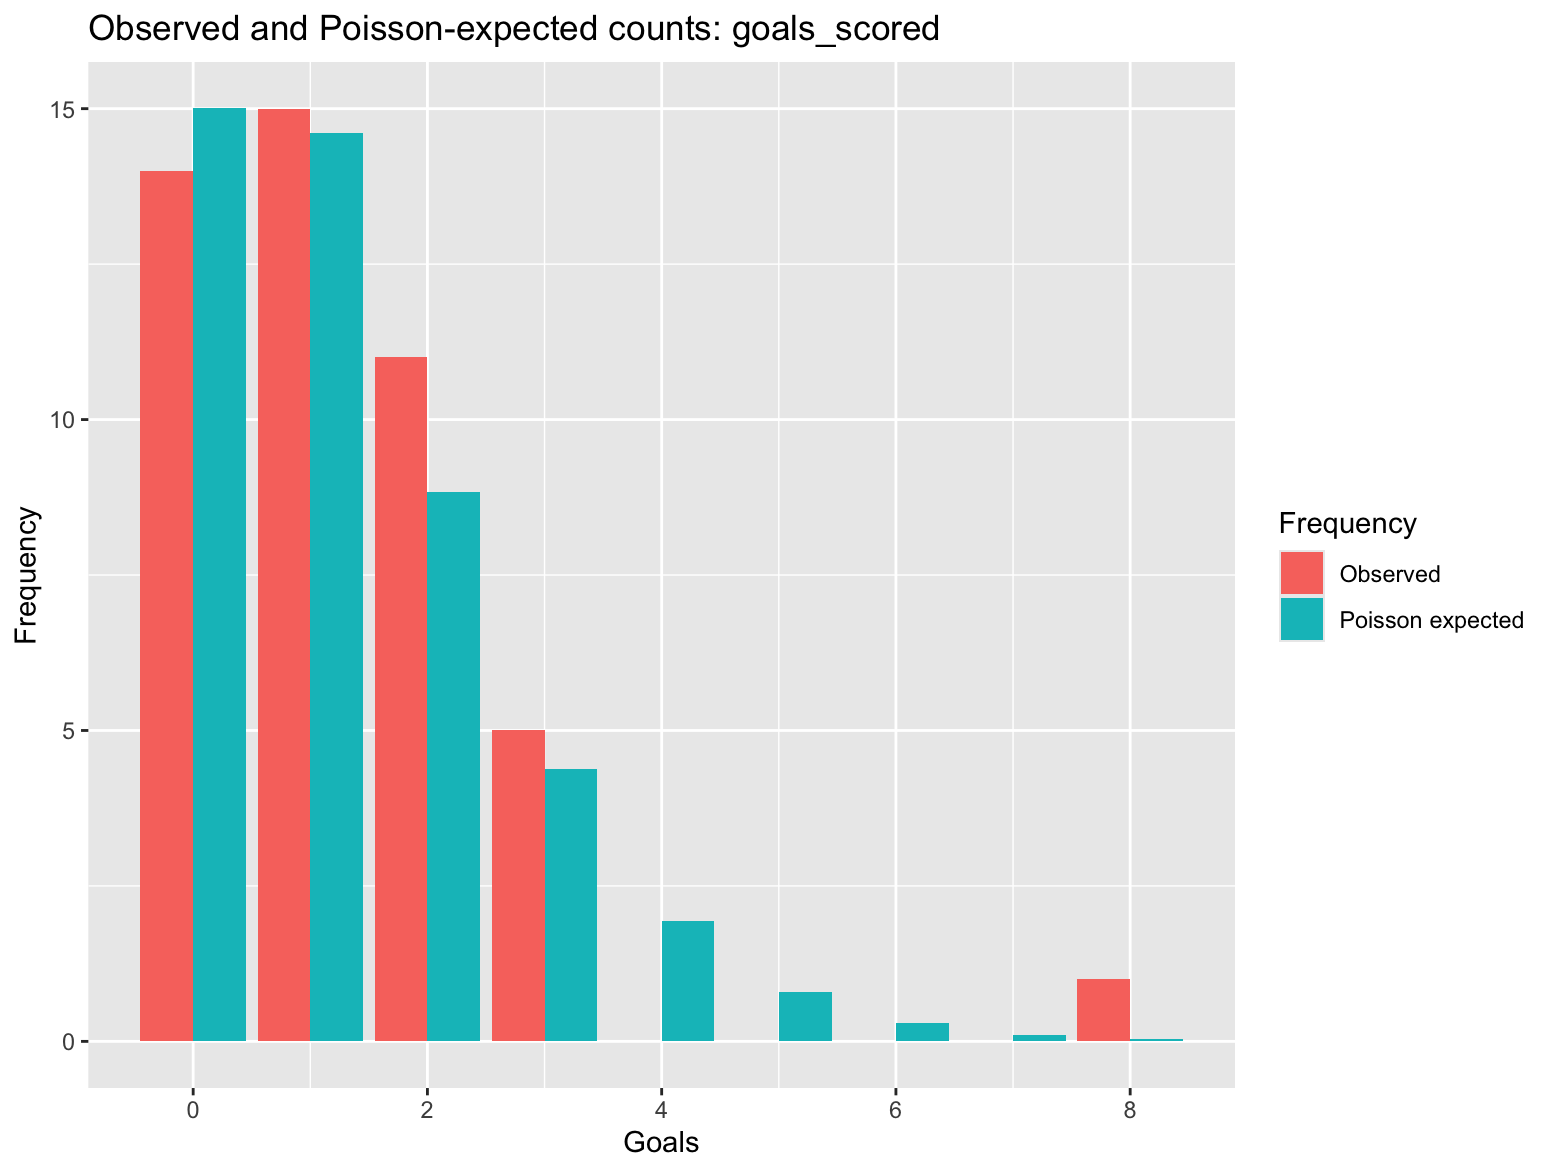 Observed and Poisson-expected counts: goals_scored
15
10
5
0
Frequency
0 2 4 6 8
Goals
Frequency
Observed
Poisson expected